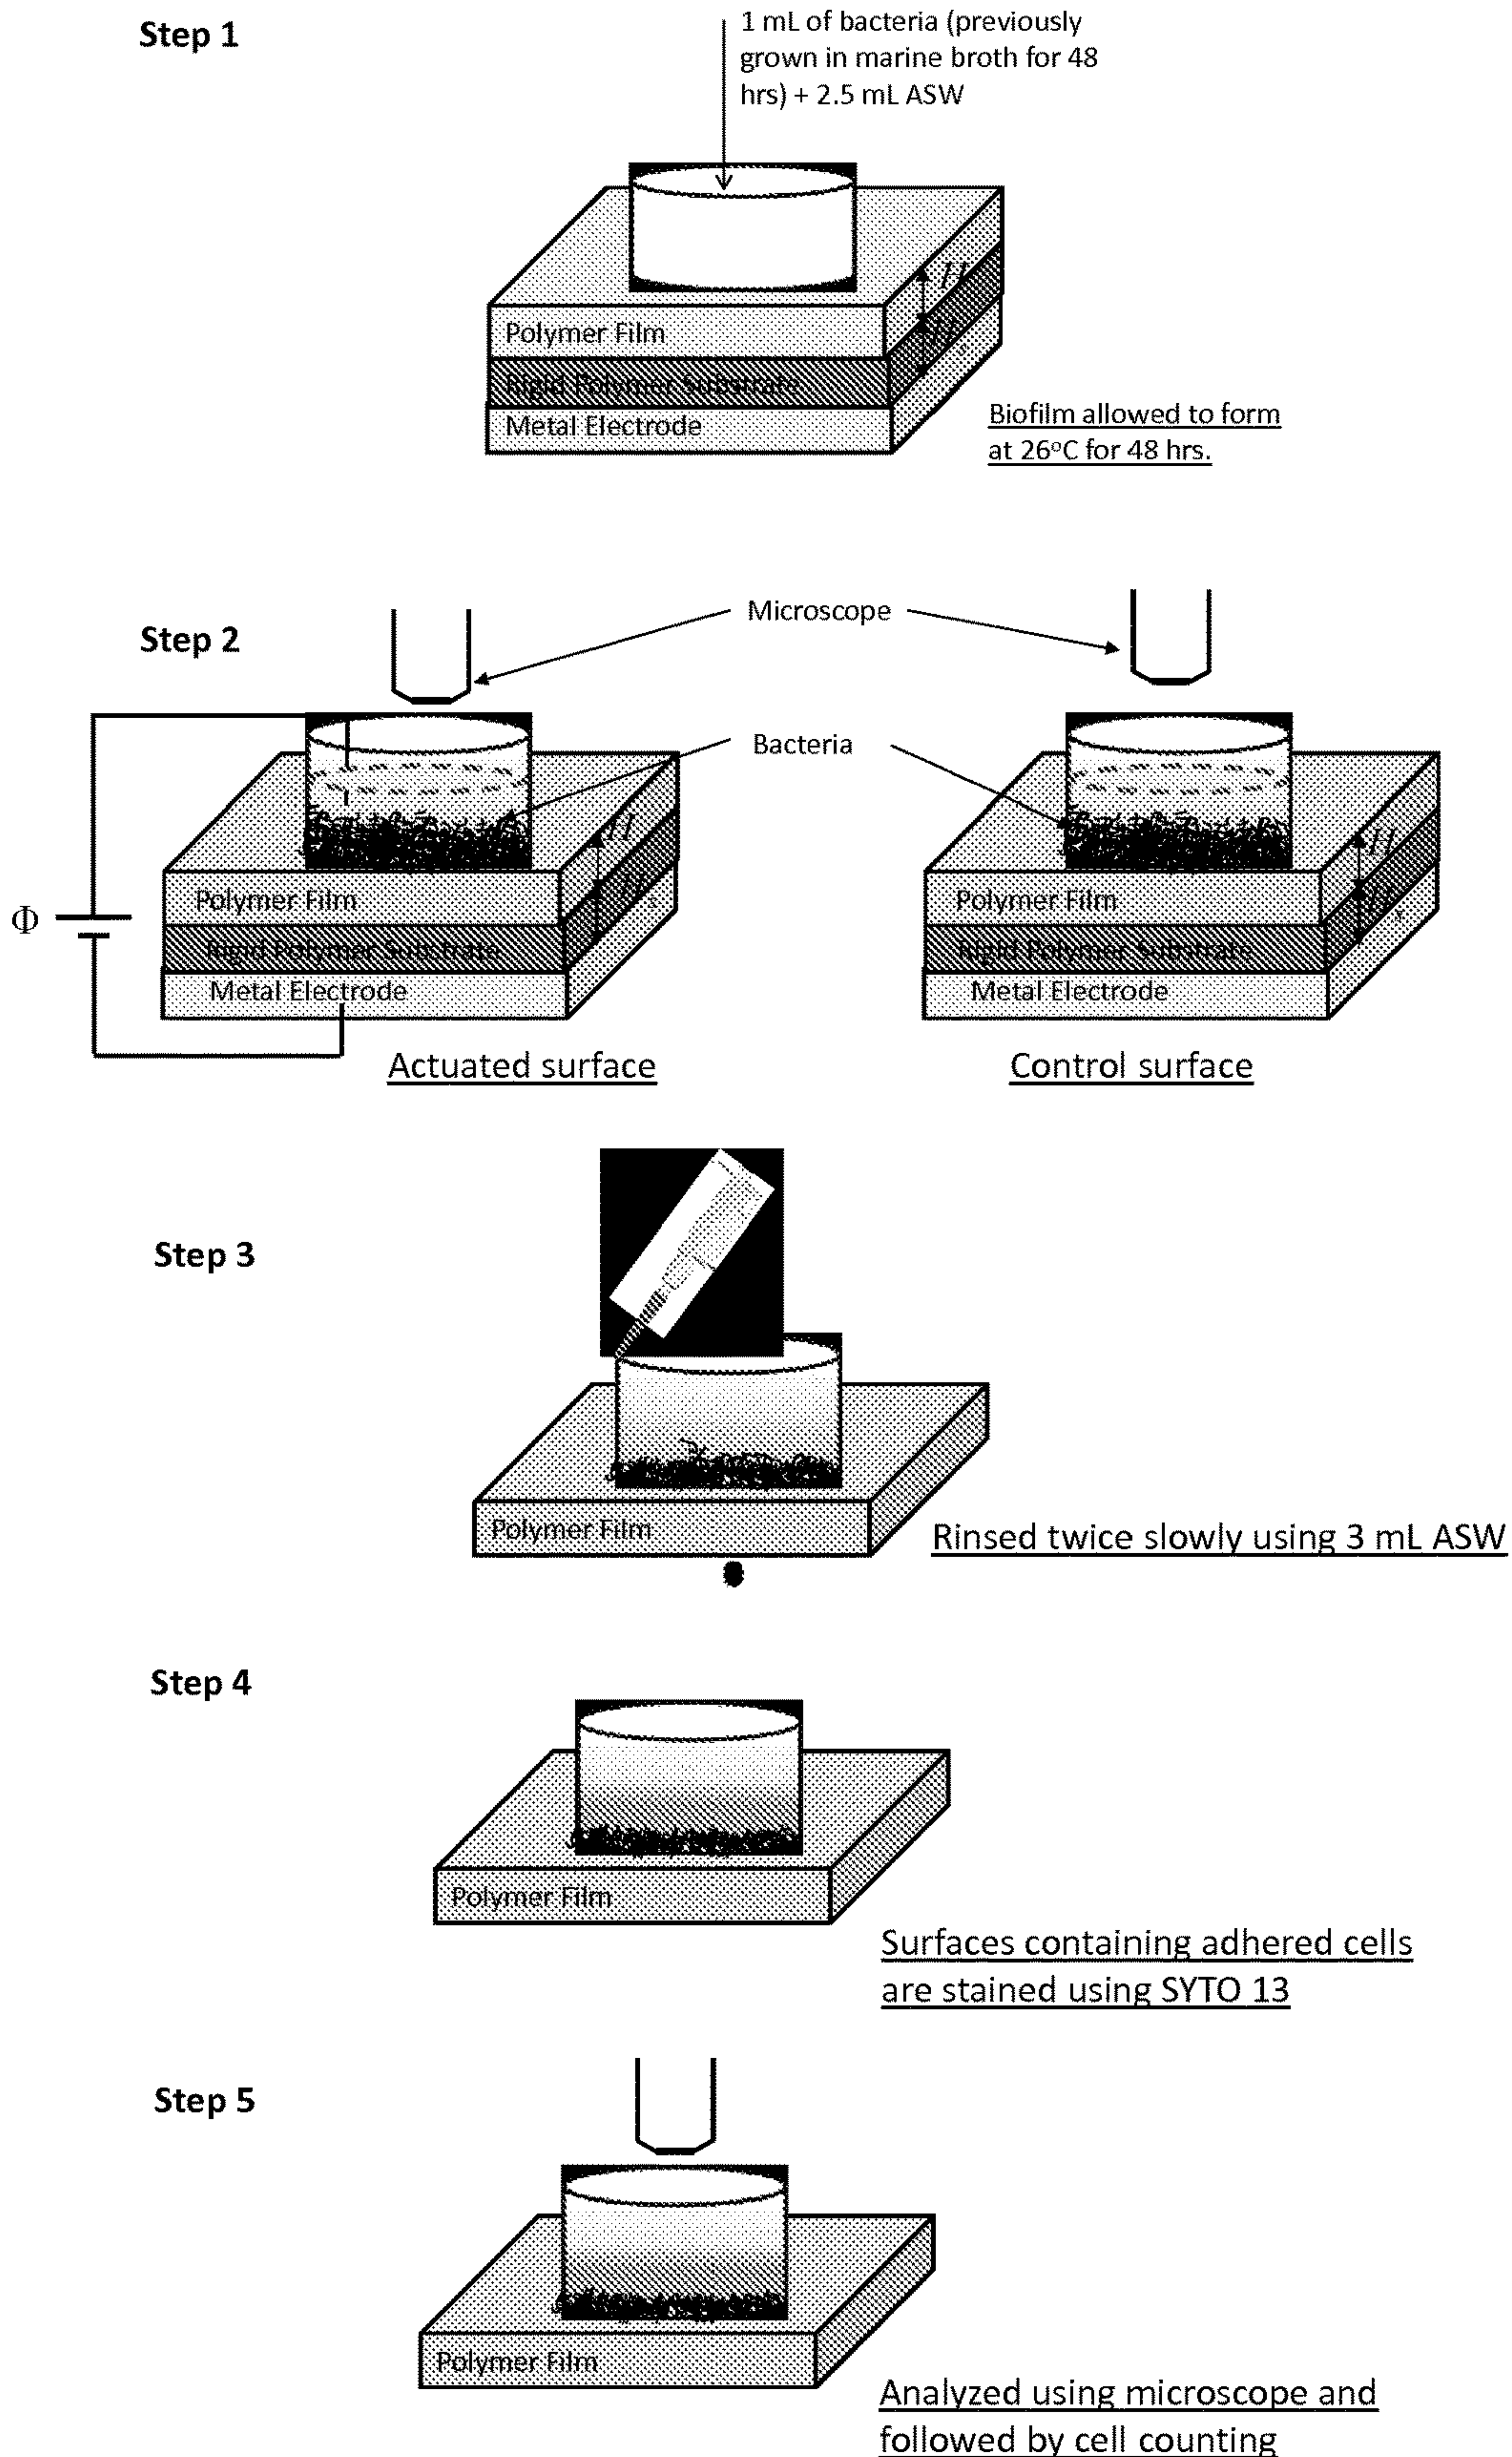 Step 1
1 mL of bacteria (previously
grown in marine broth for 48
hrs) + 2.5 mL ASW
H
H_s
Polymer Film
Rigid Polymer Substrate
Metal Electrode
Biofilm allowed to form
at 26°C for 48 hrs.
Step 2
Microscope
Bacteria
Φ
H
H_s
Polymer Film
Rigid Polymer Substrate
Metal Electrode
Actuated surface
H
H_s
Polymer Film
Rigid Polymer Substrate
Metal Electrode
Control surface
Step 3
Polymer Film
Rinsed twice slowly using 3 mL ASW
Step 4
Polymer Film
Surfaces containing adhered cells
are stained using SYTO 13
Step 5
Polymer Film
Analyzed using microscope and
followed by cell counting